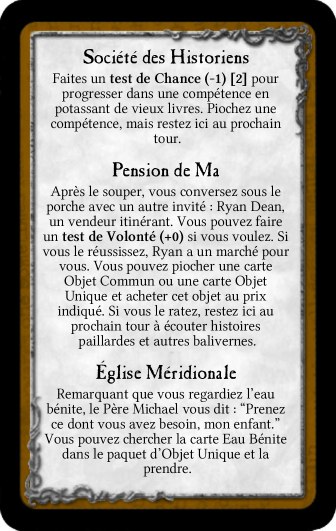 Société des Historiens
Faites un test de Chance (-1) [2] pour
progresser dans une compétence en
potassant de vieux livres. Piochez une
compétence, mais restez ici au prochain
tour.
Pension de Ma
Après le souper, vous conversez sous le
porche avec un autre invité : Ryan Dean,
un vendeur itinérant. Vous pouvez faire
un test de Volonté (+0) si vous voulez. Si
vous le réussissez, Ryan a un marché pour
vous. Vous pouvez piocher une carte
Objet Commun ou une carte Objet
Unique et acheter cet objet au prix
indiqué. Si vous le ratez, restez ici au
prochain tour à écouter histoires
paillardes et autres balivernes.
Église Méridionale
Remarquant que vous regardiez l'eau
bénite, le Père Michael vous dit : “Prenez
ce dont vous avez besoin, mon enfant.”
Vous pouvez chercher la carte Eau Bénite
dans le paquet d'Objet Unique et la
prendre.